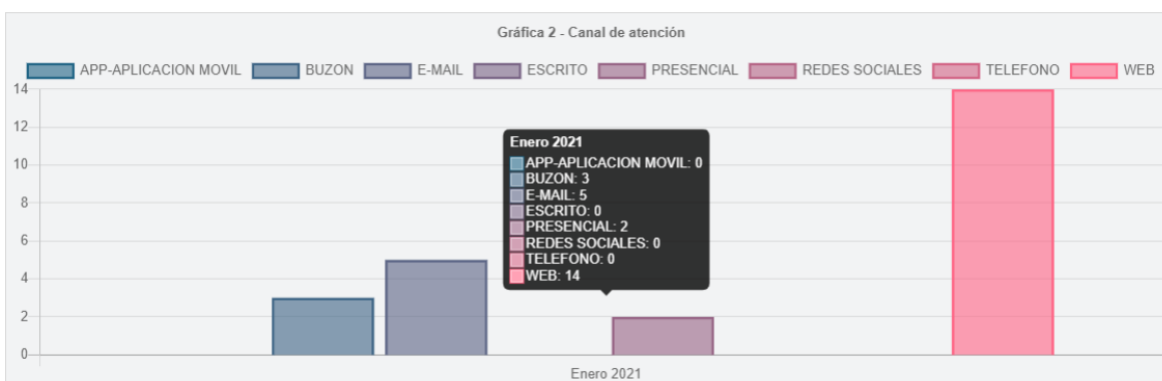 Gráfica 2 - Canal de atención
APP-APLICACION MOVIL BUZON E-MAIL ESCRITO PRESENCIAL REDES SOCIALES TELEFONO WEB
14
12
10
8
6
4
2
0
Enero 2021
APP-APLICACION MOVIL: 0
BUZON: 3
E-MAIL: 5
ESCRITO: 0
PRESENCIAL: 2
REDES SOCIALES: 0
TELEFONO: 0
WEB: 14
Enero 2021